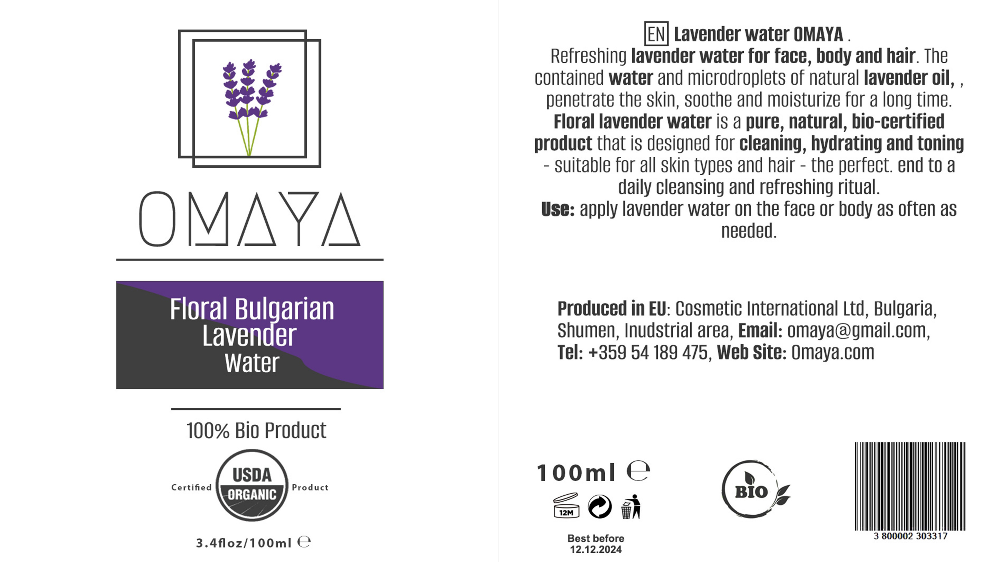 OMAYA
Floral Bulgarian
Lavender
Water
100% Bio Product
Certified USDA ORGANIC Product
3.4floz/100ml ℮
EN Lavender water OMAYA .
Refreshing lavender water for face, body and hair. The
contained water and microdroplets of natural lavender oil, ,
penetrate the skin, soothe and moisturize for a long time.
Floral lavender water is a pure, natural, bio-certified
product that is designed for cleaning, hydrating and toning
- suitable for all skin types and hair - the perfect. end to a
daily cleansing and refreshing ritual.
Use: apply lavender water on the face or body as often as
needed.
Produced in EU: Cosmetic International Ltd, Bulgaria,
Shumen, Inudstrial area, Email: omaya@gmail.com,
Tel: +359 54 189 475, Web Site: Omaya.com
100ml ℮
12M
Best before
12.12.2024
BIO
3 800002 303317